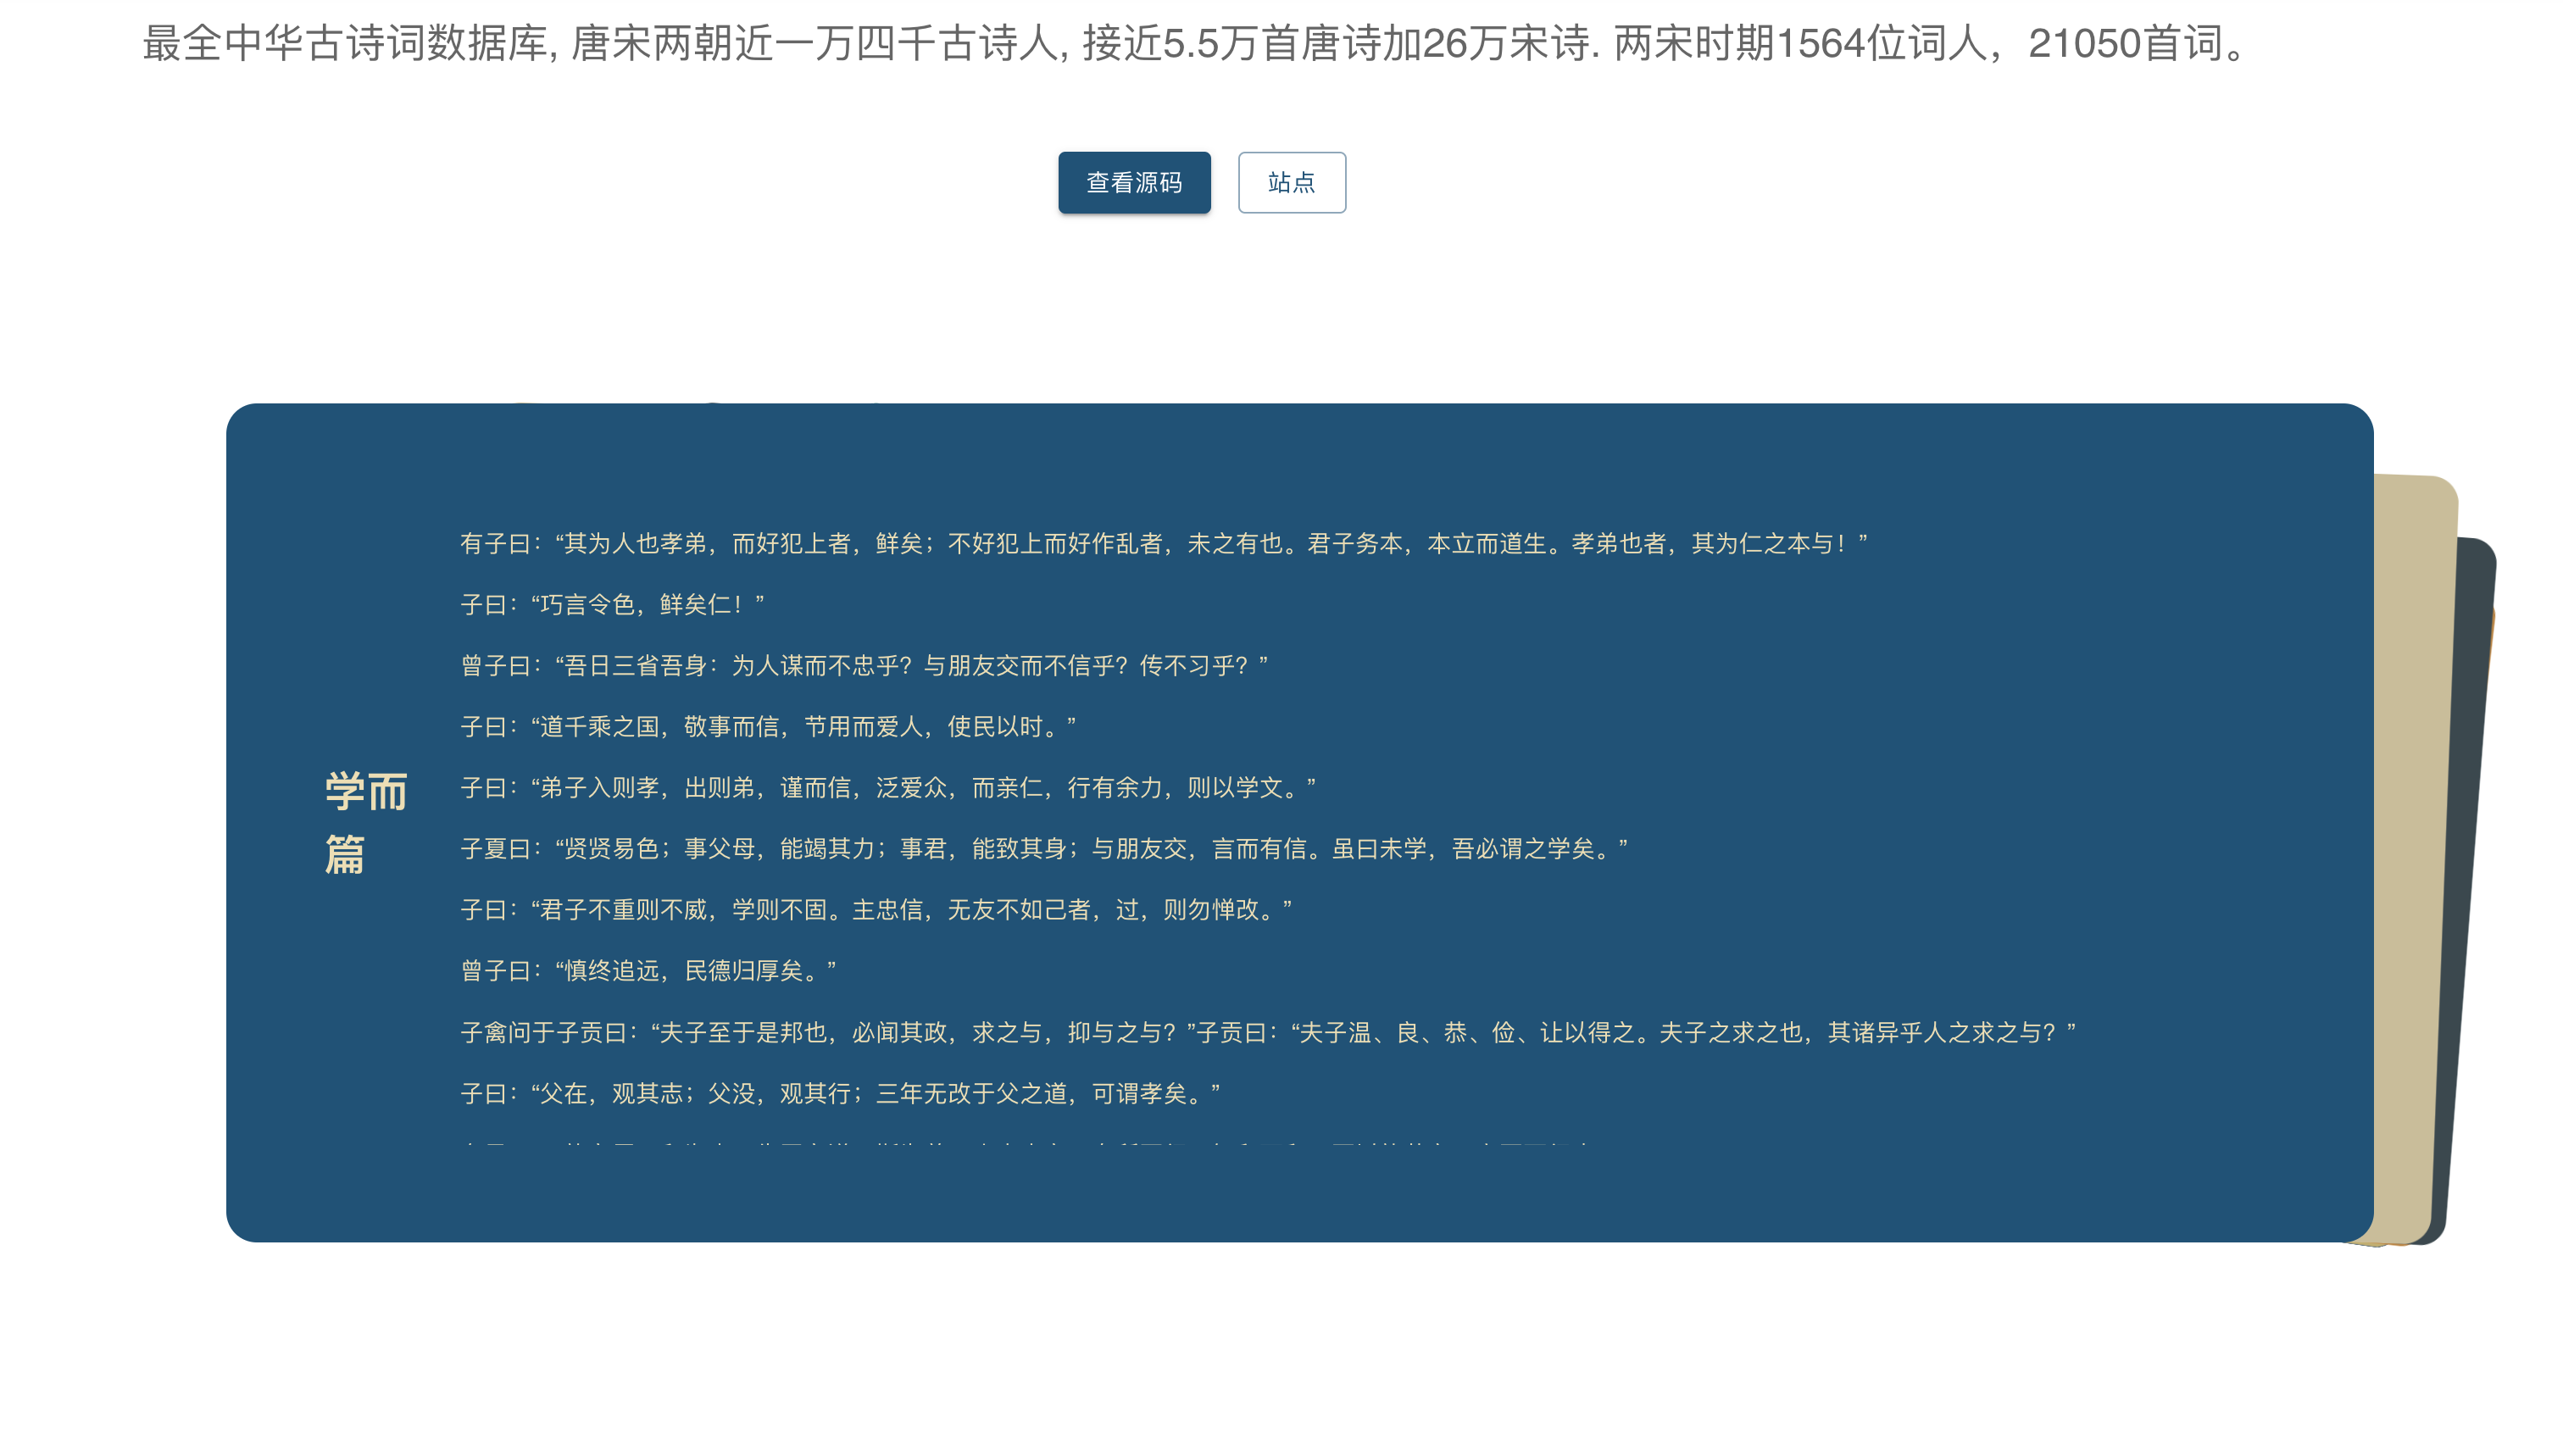 最全中华古诗词数据库, 唐宋两朝近一万四千古诗人, 接近5.5万首唐诗加26万宋诗. 两宋时期1564位词人，21050首词。
查看源码
站点
学而
篇
有子曰：“其为人也孝弟，而好犯上者，鲜矣；不好犯上而好作乱者，未之有也。君子务本，本立而道生。孝弟也者，其为仁之本与！”
子曰：“巧言令色，鲜矣仁！”
曾子曰：“吾日三省吾身：为人谋而不忠乎？与朋友交而不信乎？传不习乎？”
子曰：“道千乘之国，敬事而信，节用而爱人，使民以时。”
子曰：“弟子入则孝，出则弟，谨而信，泛爱众，而亲仁，行有余力，则以学文。”
子夏曰：“贤贤易色；事父母，能竭其力；事君，能致其身；与朋友交，言而有信。虽曰未学，吾必谓之学矣。”
子曰：“君子不重则不威，学则不固。主忠信，无友不如己者，过，则勿惮改。”
曾子曰：“慎终追远，民德归厚矣。”
子禽问于子贡曰：“夫子至于是邦也，必闻其政，求之与，抑与之与？”子贡曰：“夫子温、良、恭、俭、让以得之。夫子之求之也，其诸异乎人之求之与？”
子曰：“父在，观其志；父没，观其行；三年无改于父之道，可谓孝矣。”